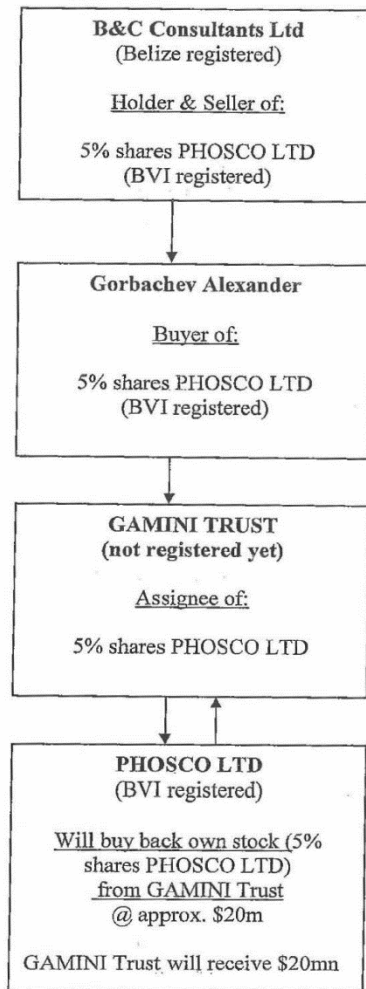 B&C Consultants Ltd
(Belize registered)
Holder & Seller of:
5% shares PHOSCO LTD
(BVI registered)
Gorbachev Alexander
Buyer of:
5% shares PHOSCO LTD
(BVI registered)
GAMINI TRUST
(not registered yet)
Assignee of:
5% shares PHOSCO LTD
PHOSCO LTD
(BVI registered)
Will buy back own stock (5%
shares PHOSCO LTD)
from GAMINI Trust
@ approx. $20m
GAMINI Trust will receive $20mn